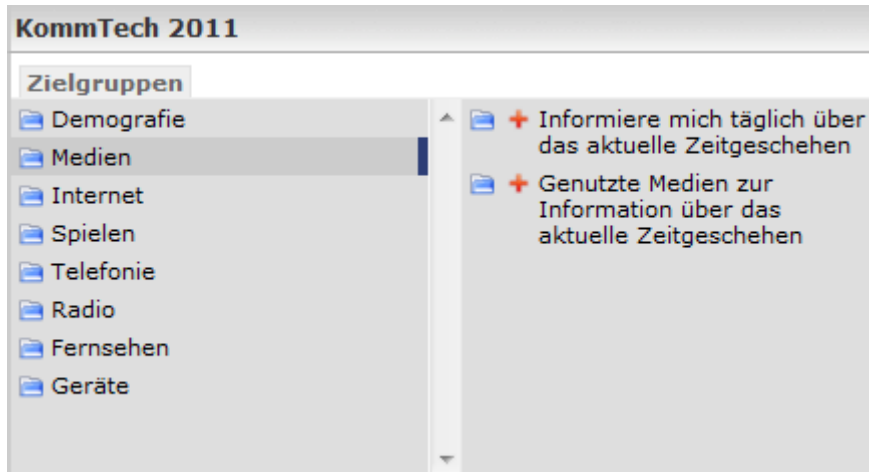 KommTech 2011
Zielgruppen
Demografie
Medien
Internet
Spielen
Telefonie
Radio
Fernsehen
Geräte
Informiere mich täglich über
das aktuelle Zeitgeschehen
Genutzte Medien zur
Information über das
aktuelle Zeitgeschehen